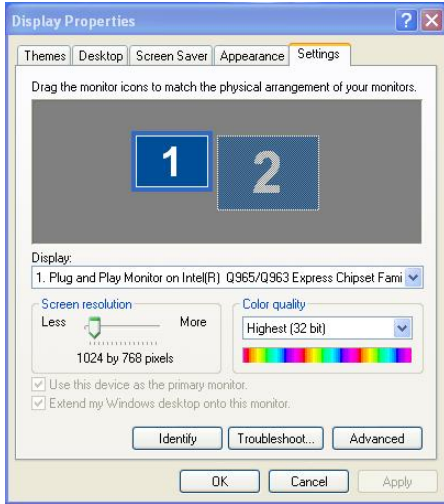 Display Properties
Themes Desktop Screen Saver Appearance Settings
Drag the monitor icons to match the physical arrangement of your monitors.
1 2
Display:
1. Plug and Play Monitor on Intel(R) Q965/Q963 Express Chipset Fami
Screen resolution
Less More
1024 by 768 pixels
Color quality
Highest (32 bit)
Use this device as the primary monitor.
Extend my Windows desktop onto this monitor.
Identify Troubleshoot... Advanced
OK Cancel Apply